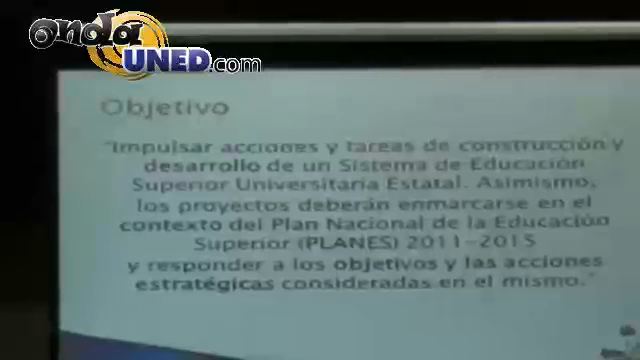 onda
UNED.com
Objetivo
"Impulsar acciones y tareas de construcción y
desarrollo de un Sistema de Educación
Superior Universitaria Estatal. Asimismo,
los proyectos deberán enmarcarse en el
contexto del Plan Nacional de la Educación
Superior (PLANES) 2011-2015
y responder a los objetivos y las acciones
estratégicas consideradas en el mismo."